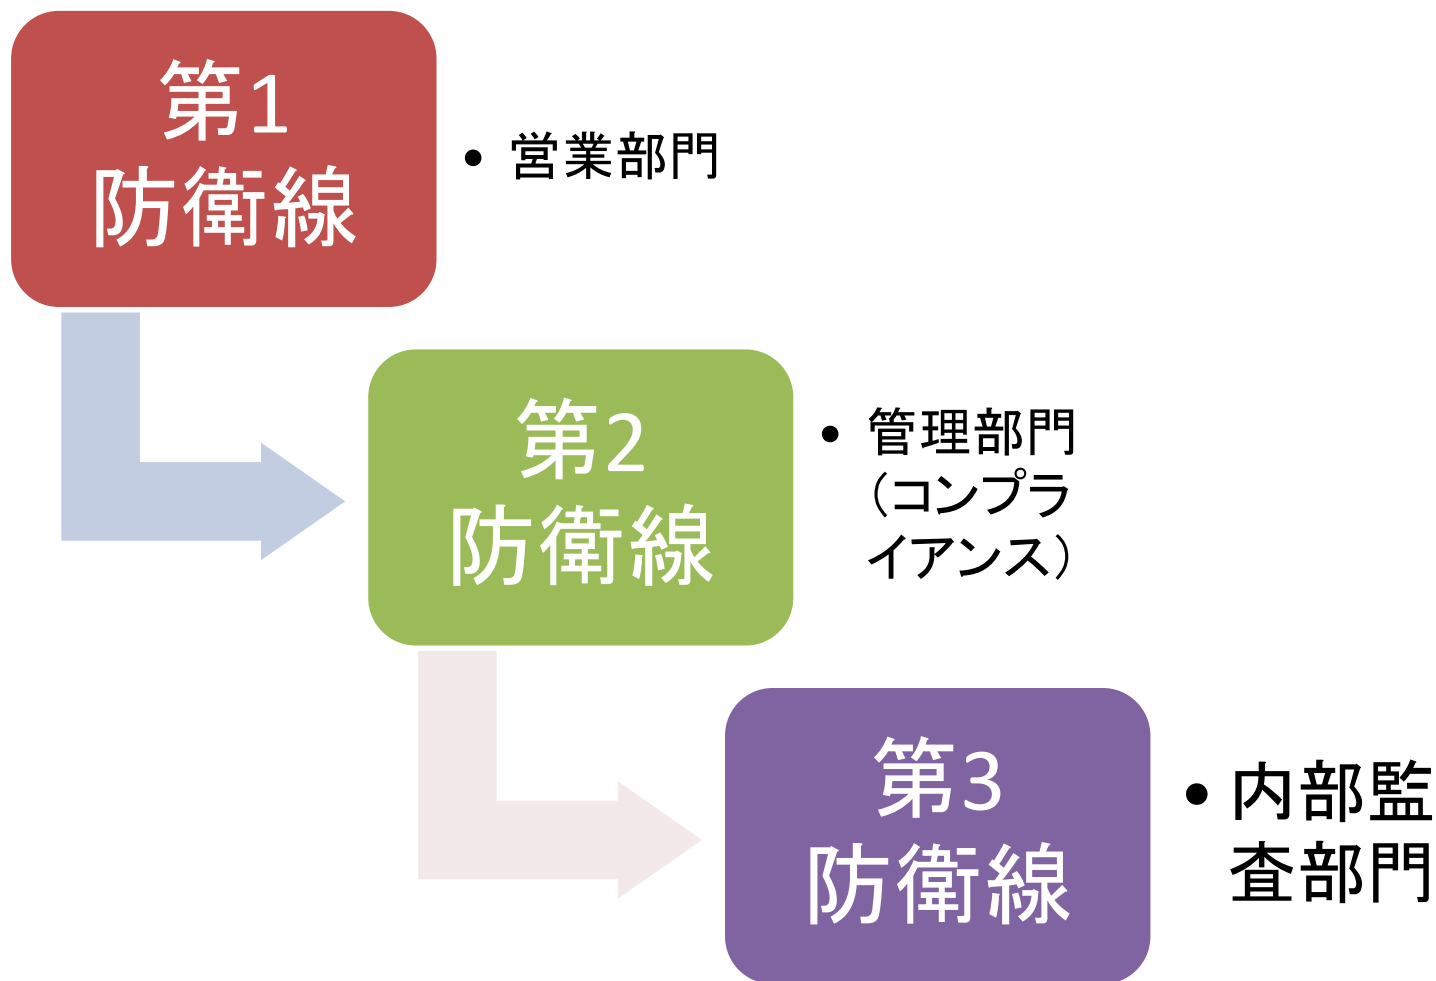 第1
防衛線
• 営業部門
第2
防衛線
• 管理部門
（コンプラ
イアンス）
第3
防衛線
• 内部監
査部門